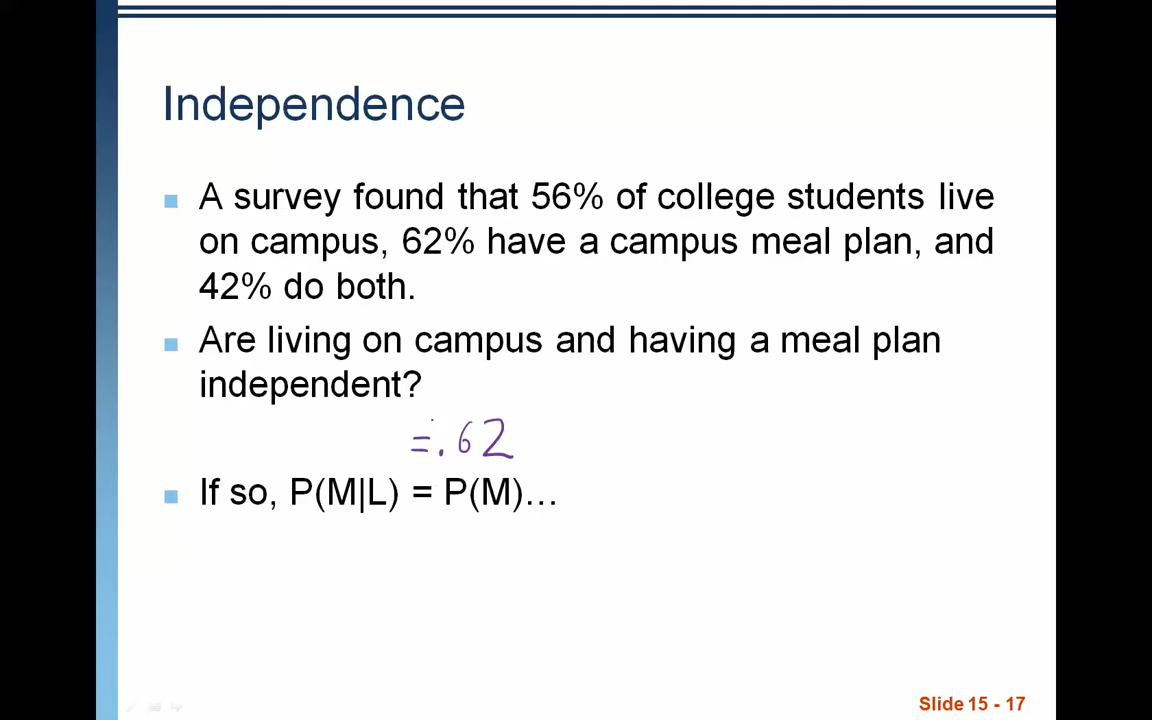 Independence
A survey found that 56% of college students live
on campus, 62% have a campus meal plan, and
42% do both.
Are living on campus and having a meal plan
independent?
=.62
If so, P(M|L) = P(M)…
Slide 15 - 17